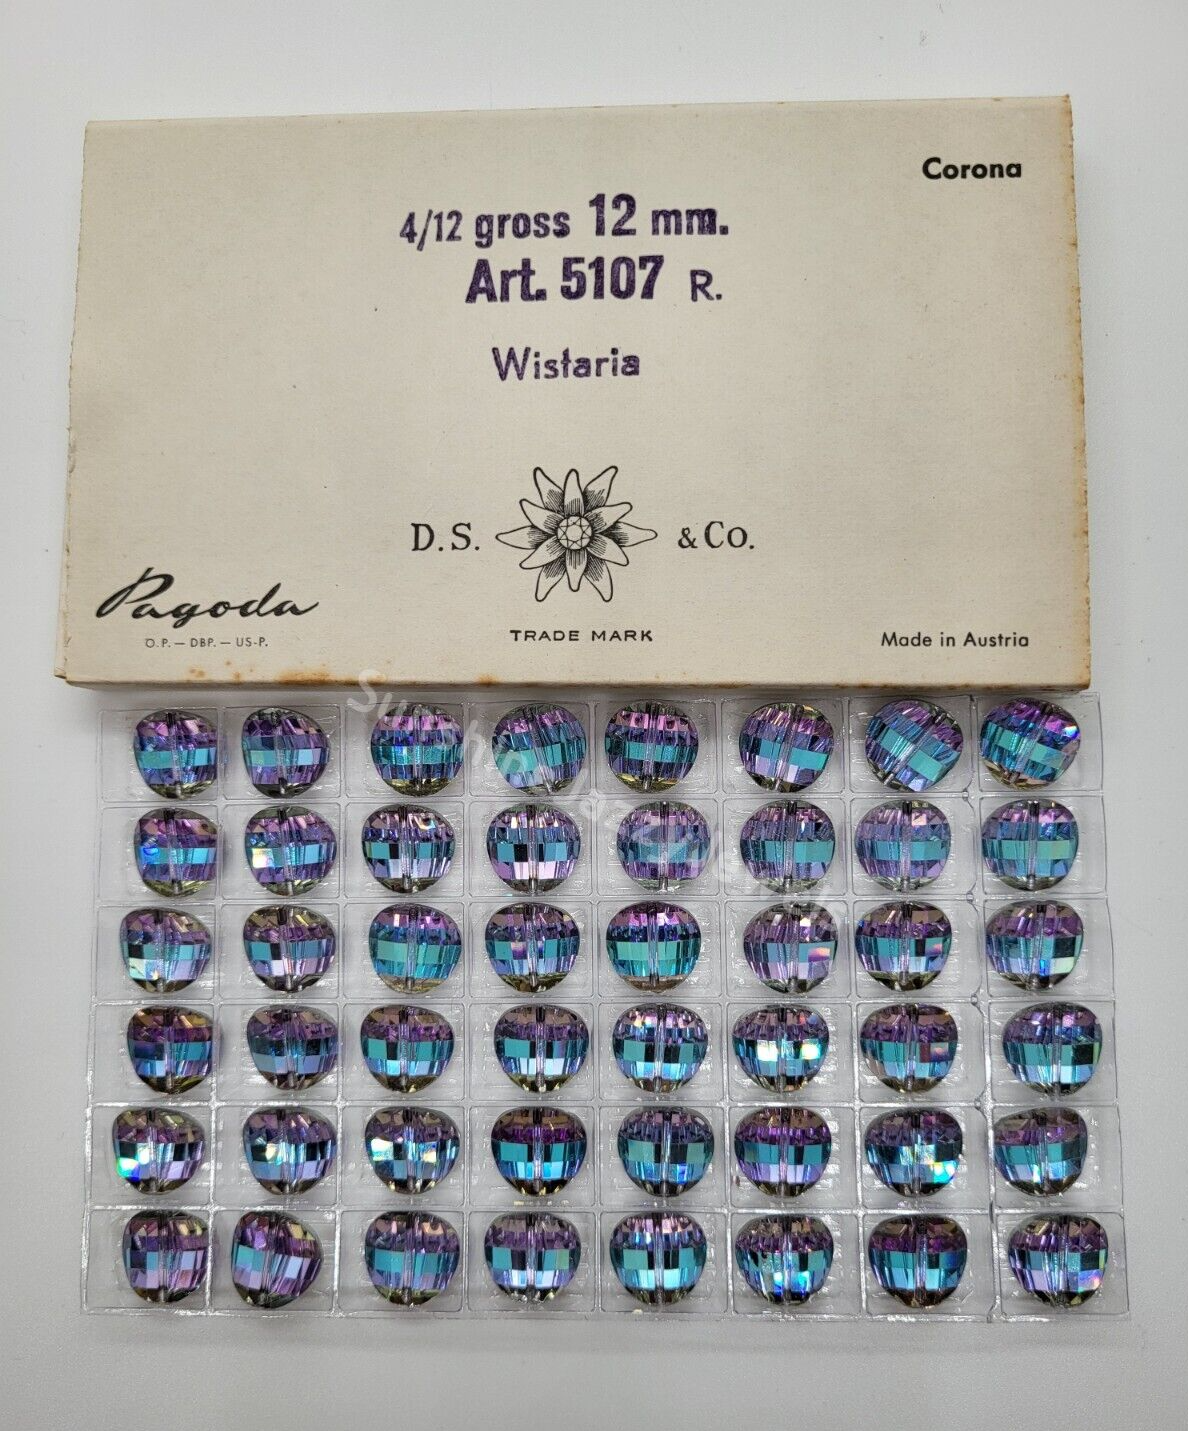 Corona
4/12 gross 12 mm.
Art. 5107 R.
Wistaria
D.S. & Co.
TRADE MARK
Pagoda
O.P. — DBP. — US-P.
Made in Austria